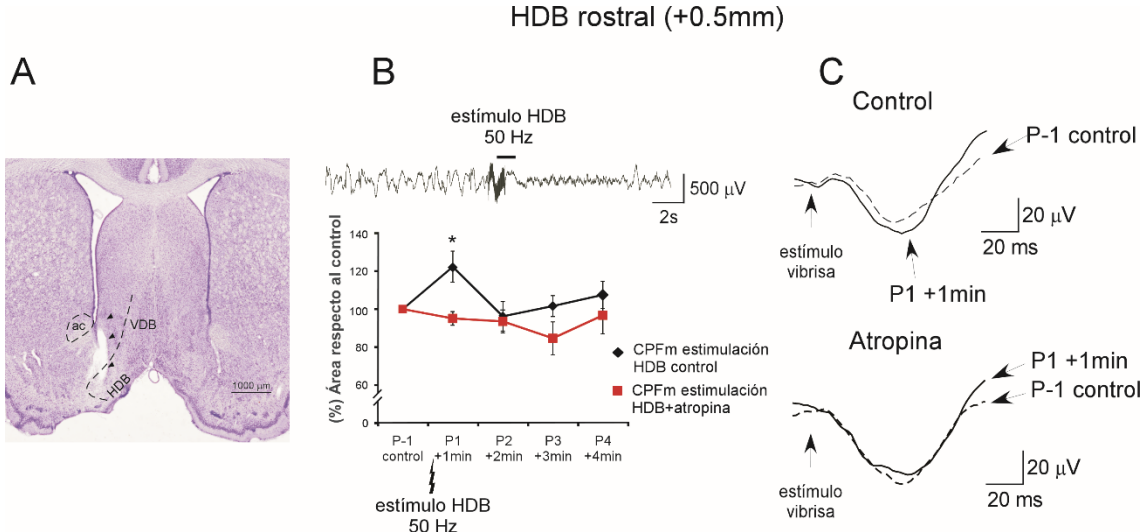 HDB rostral (+0.5mm)
A
ac
VDB
HDB
1000 µm
B
estímulo HDB
50 Hz
500 µV
2s
(%) Área respecto al control
140
120
100
80
60
0
CPFm estimulación
HDB control
CPFm estimulación
HDB+atropina
*
P-1
control
P1
+1min
P2
+2min
P3
+3min
P4
+4min
estímulo HDB
50 Hz
C
Control
P-1 control
20 µV
20 ms
estímulo
vibrisa
P1 +1min
Atropina
P1 +1min
P-1 control
20 µV
20 ms
estímulo
vibrisa